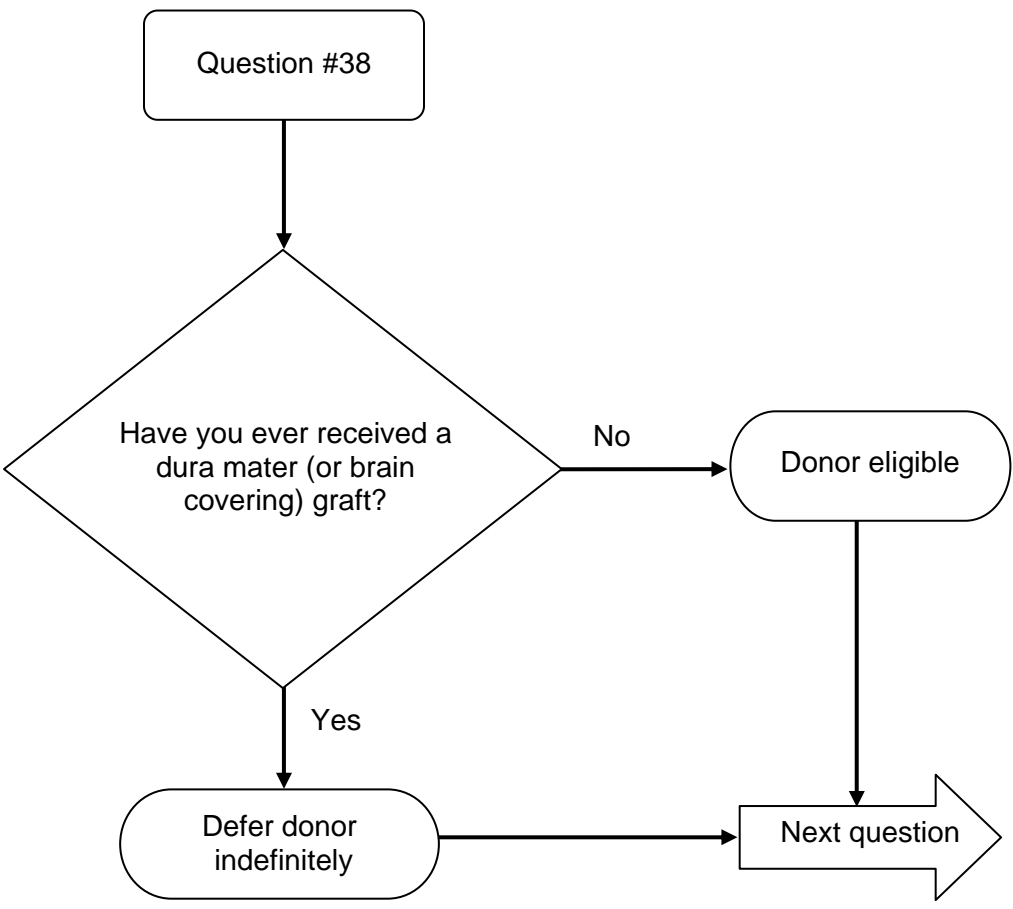 Question #38
Have you ever received a
dura mater (or brain
covering) graft?
No
Donor eligible
Yes
Defer donor
indefinitely
Next question